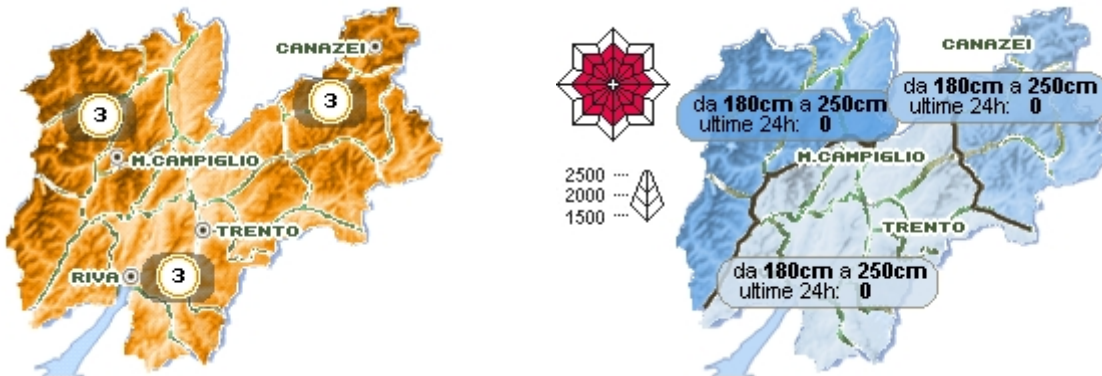 CANAZEI
3
3
M.CAMPIGLIO
TRENTO
RIVA
3
CANAZEI
da 180cm a 250cm
ultime 24h: 0
da 180cm a 250cm
ultime 24h: 0
M.CAMPIGLIO
2500
2000
1500
TRENTO
da 180cm a 250cm
ultime 24h: 0